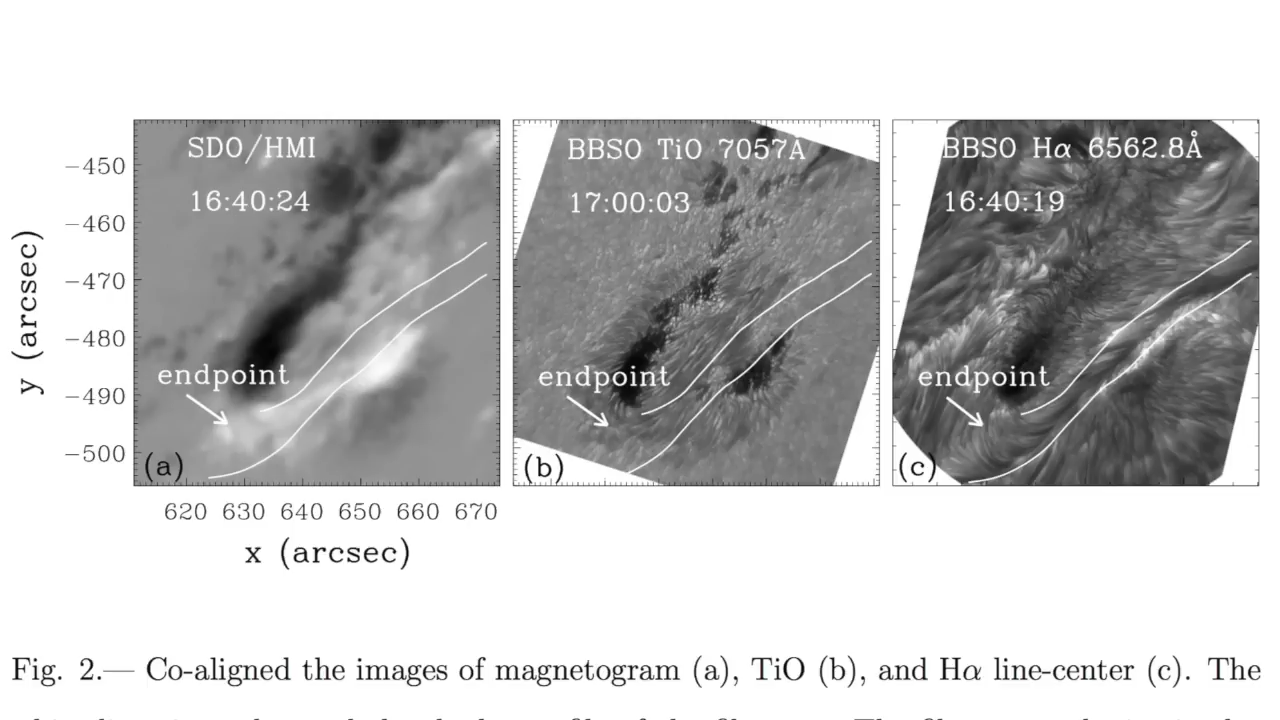 SDO/HMI
16:40:24
endpoint
(a)
BBSO TiO 7057A
17:00:03
endpoint
(b)
BBSO Hα 6562.8Å
16:40:19
endpoint
(c)
−450
−460
−470
−480
−490
−500
y (arcsec)
620 630 640 650 660 670
x (arcsec)
Fig. 2.— Co-aligned the images of magnetogram (a), TiO (b), and Hα line-center (c). The